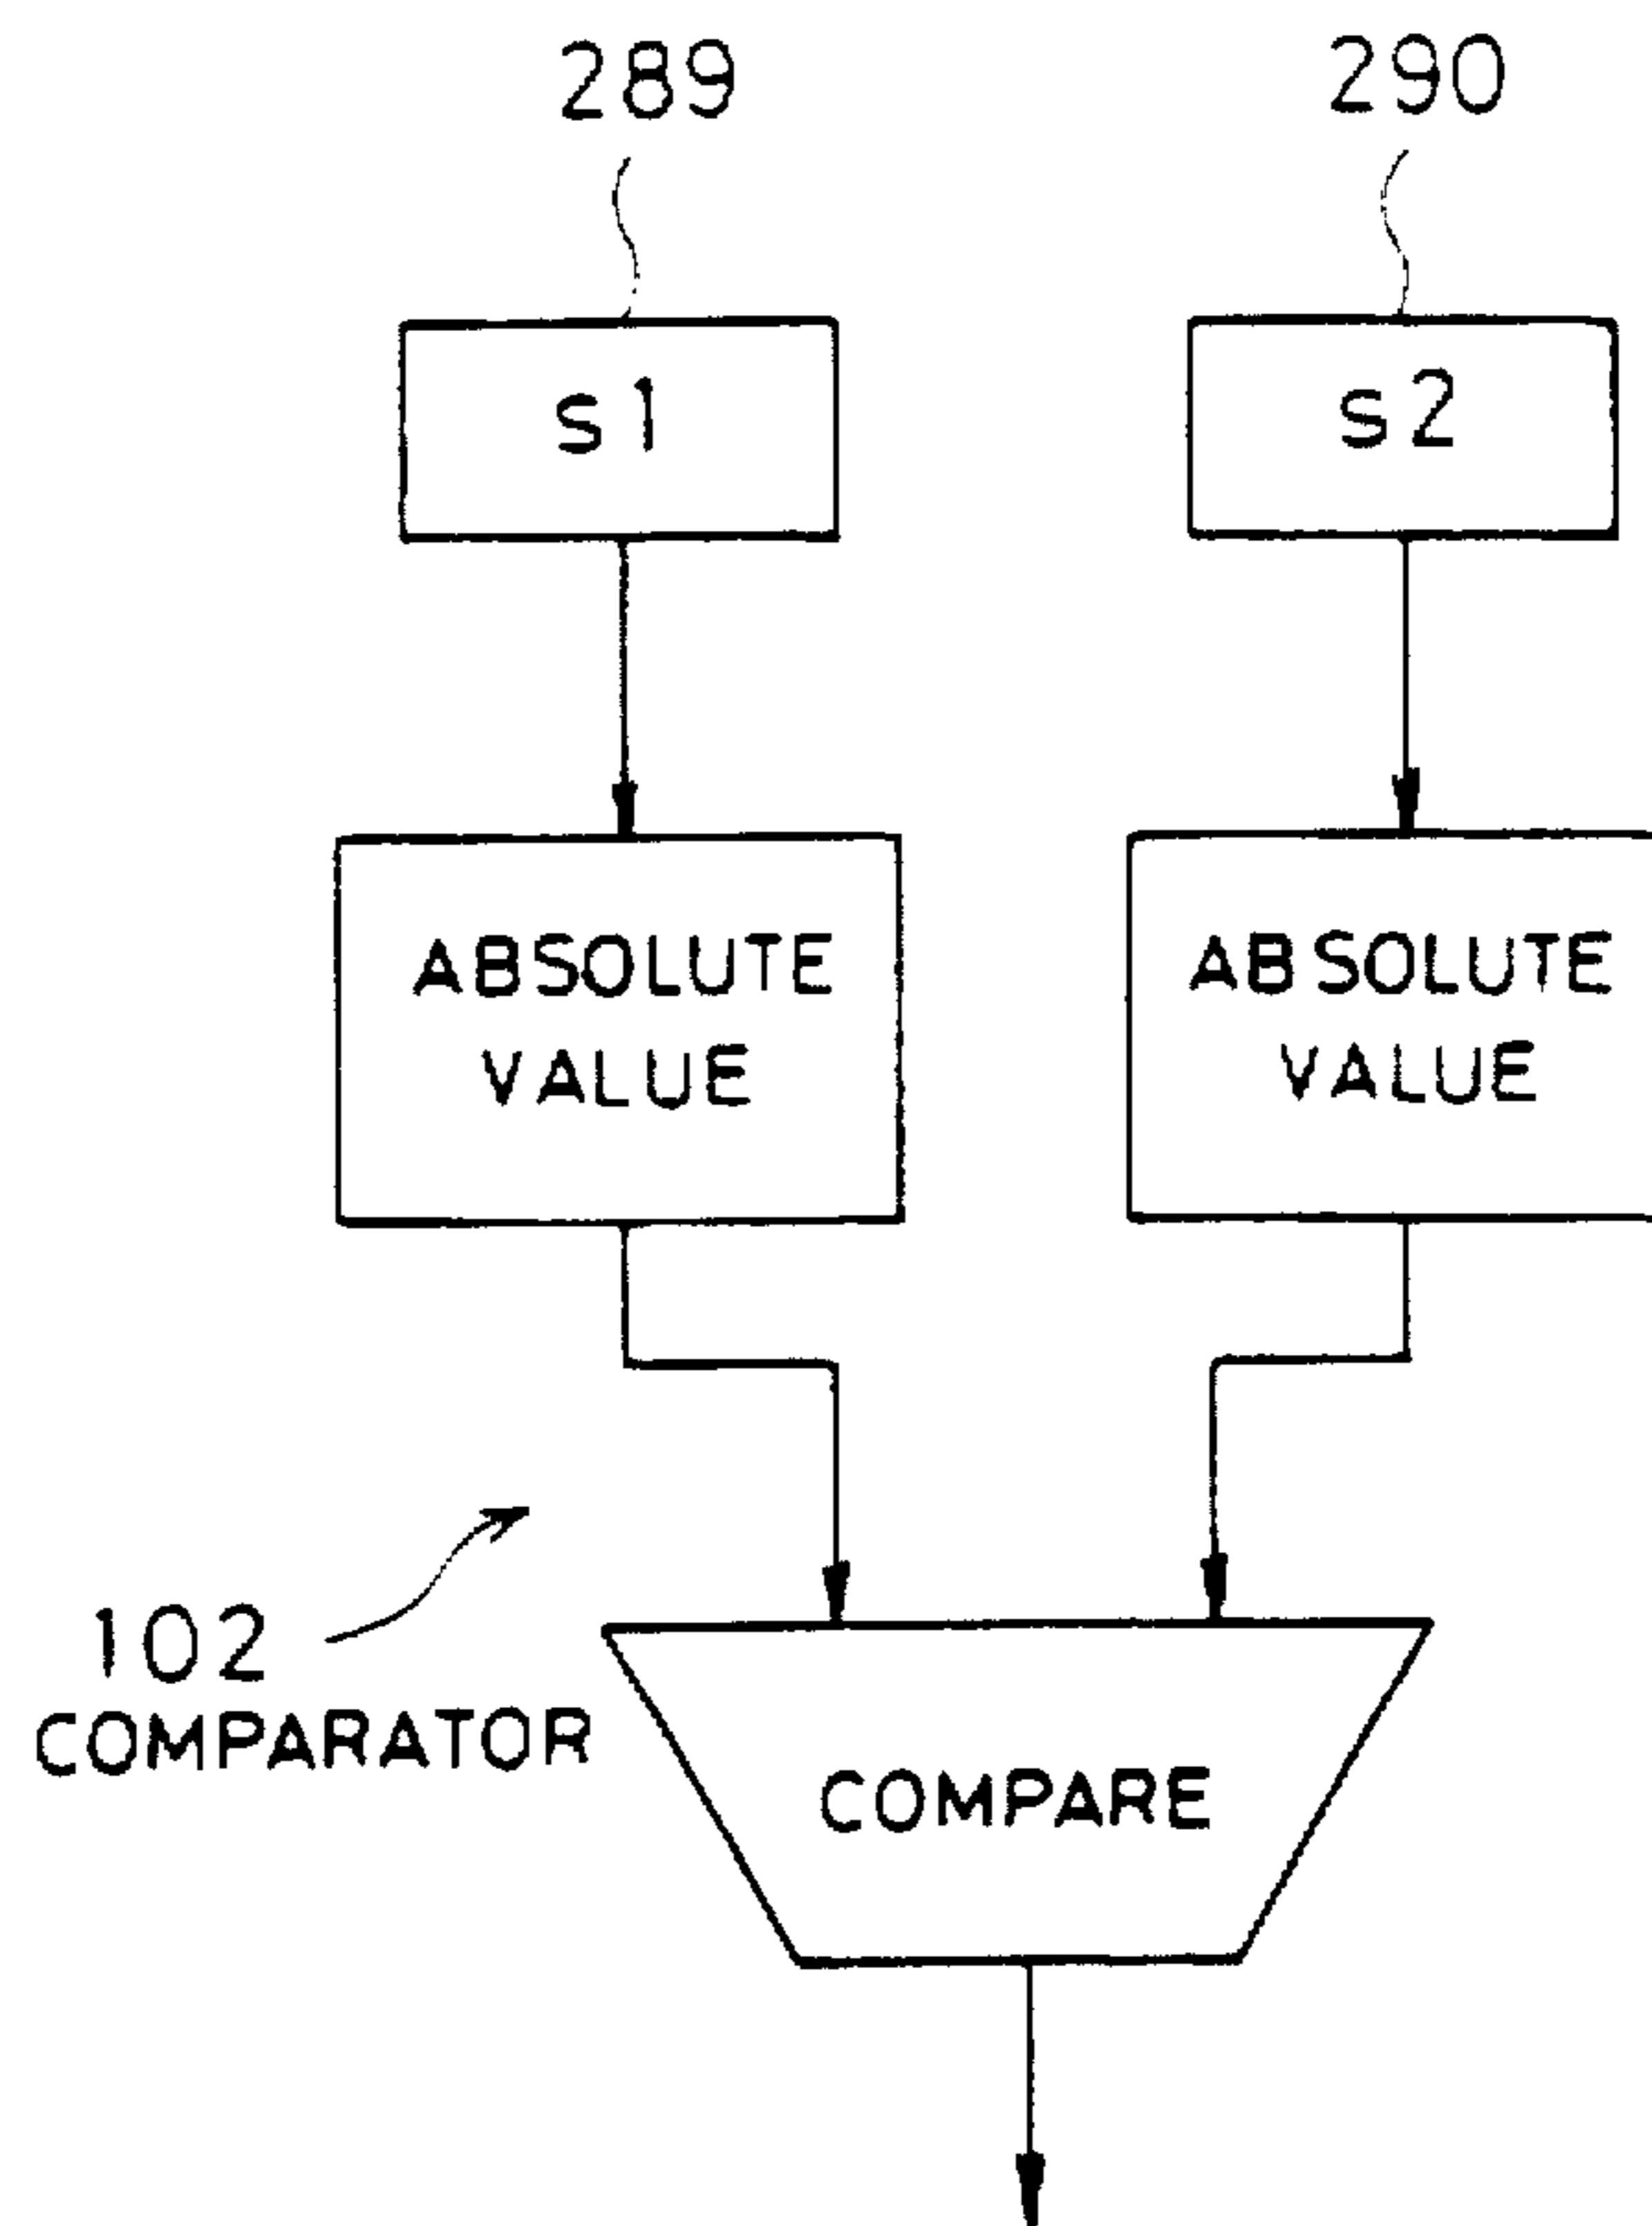 289
290
s1
s2
ABSOLUTE
VALUE
ABSOLUTE
VALUE
102
COMPARATOR
COMPARE